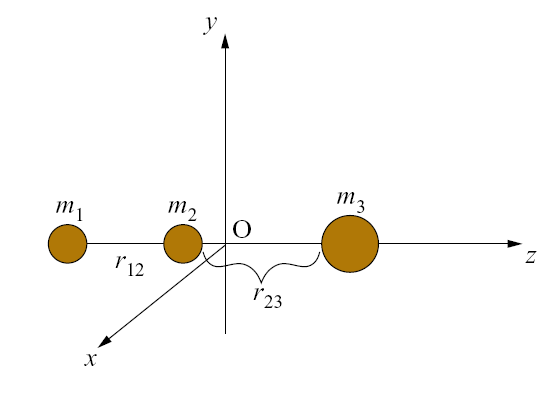 y
m₁
m₂
m₃
O
z
r₁₂
r₂₃
x